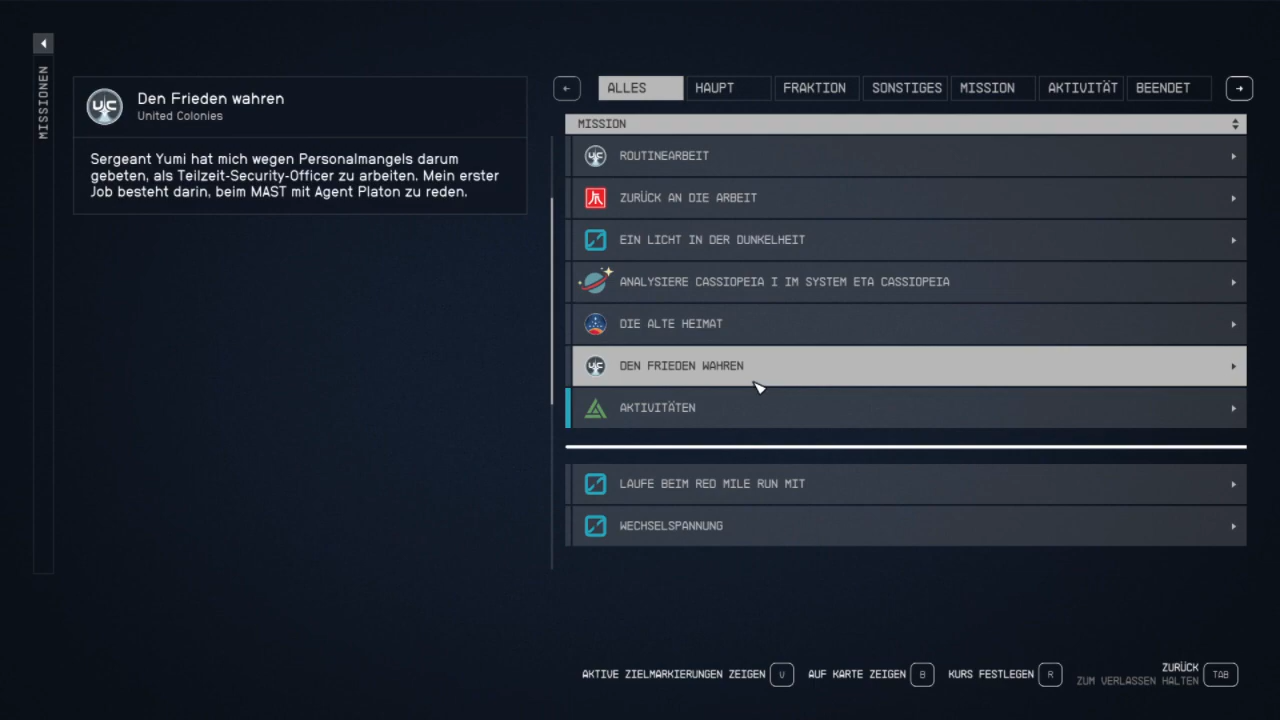 MISSIONEN
Den Frieden wahren
United Colonies
Sergeant Yumi hat mich wegen Personalmangels darum
gebeten, als Teilzeit-Security-Officer zu arbeiten. Mein erster
Job besteht darin, beim MAST mit Agent Platon zu reden.
ALLES HAUPT FRAKTION SONSTIGES MISSION AKTIVITÄT BEENDET
MISSION
ROUTINEARBEIT
ZURÜCK AN DIE ARBEIT
EIN LICHT IN DER DUNKELHEIT
ANALYSIERE CASSIOPEIA I IM SYSTEM ETA CASSIOPEIA
DIE ALTE HEIMAT
DEN FRIEDEN WAHREN
AKTIVITÄTEN
LAUFE BEIM RED MILE RUN MIT
WECHSELSPANNUNG
AKTIVE ZIELMARKIERUNGEN ZEIGEN U AUF KARTE ZEIGEN B KURS FESTLEGEN R ZURÜCK TAB
ZUM VERLASSEN HALTEN